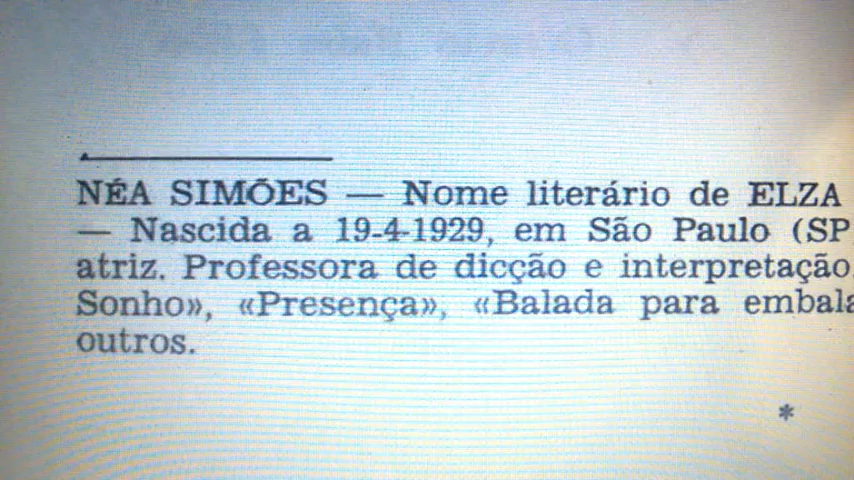 NÉA SIMÕES — Nome literário de ELZA
— Nascida a 19-4-1929, em São Paulo (SP
atriz. Professora de dicção e interpretação
Sonho», «Presença», «Balada para embala
outros.
*